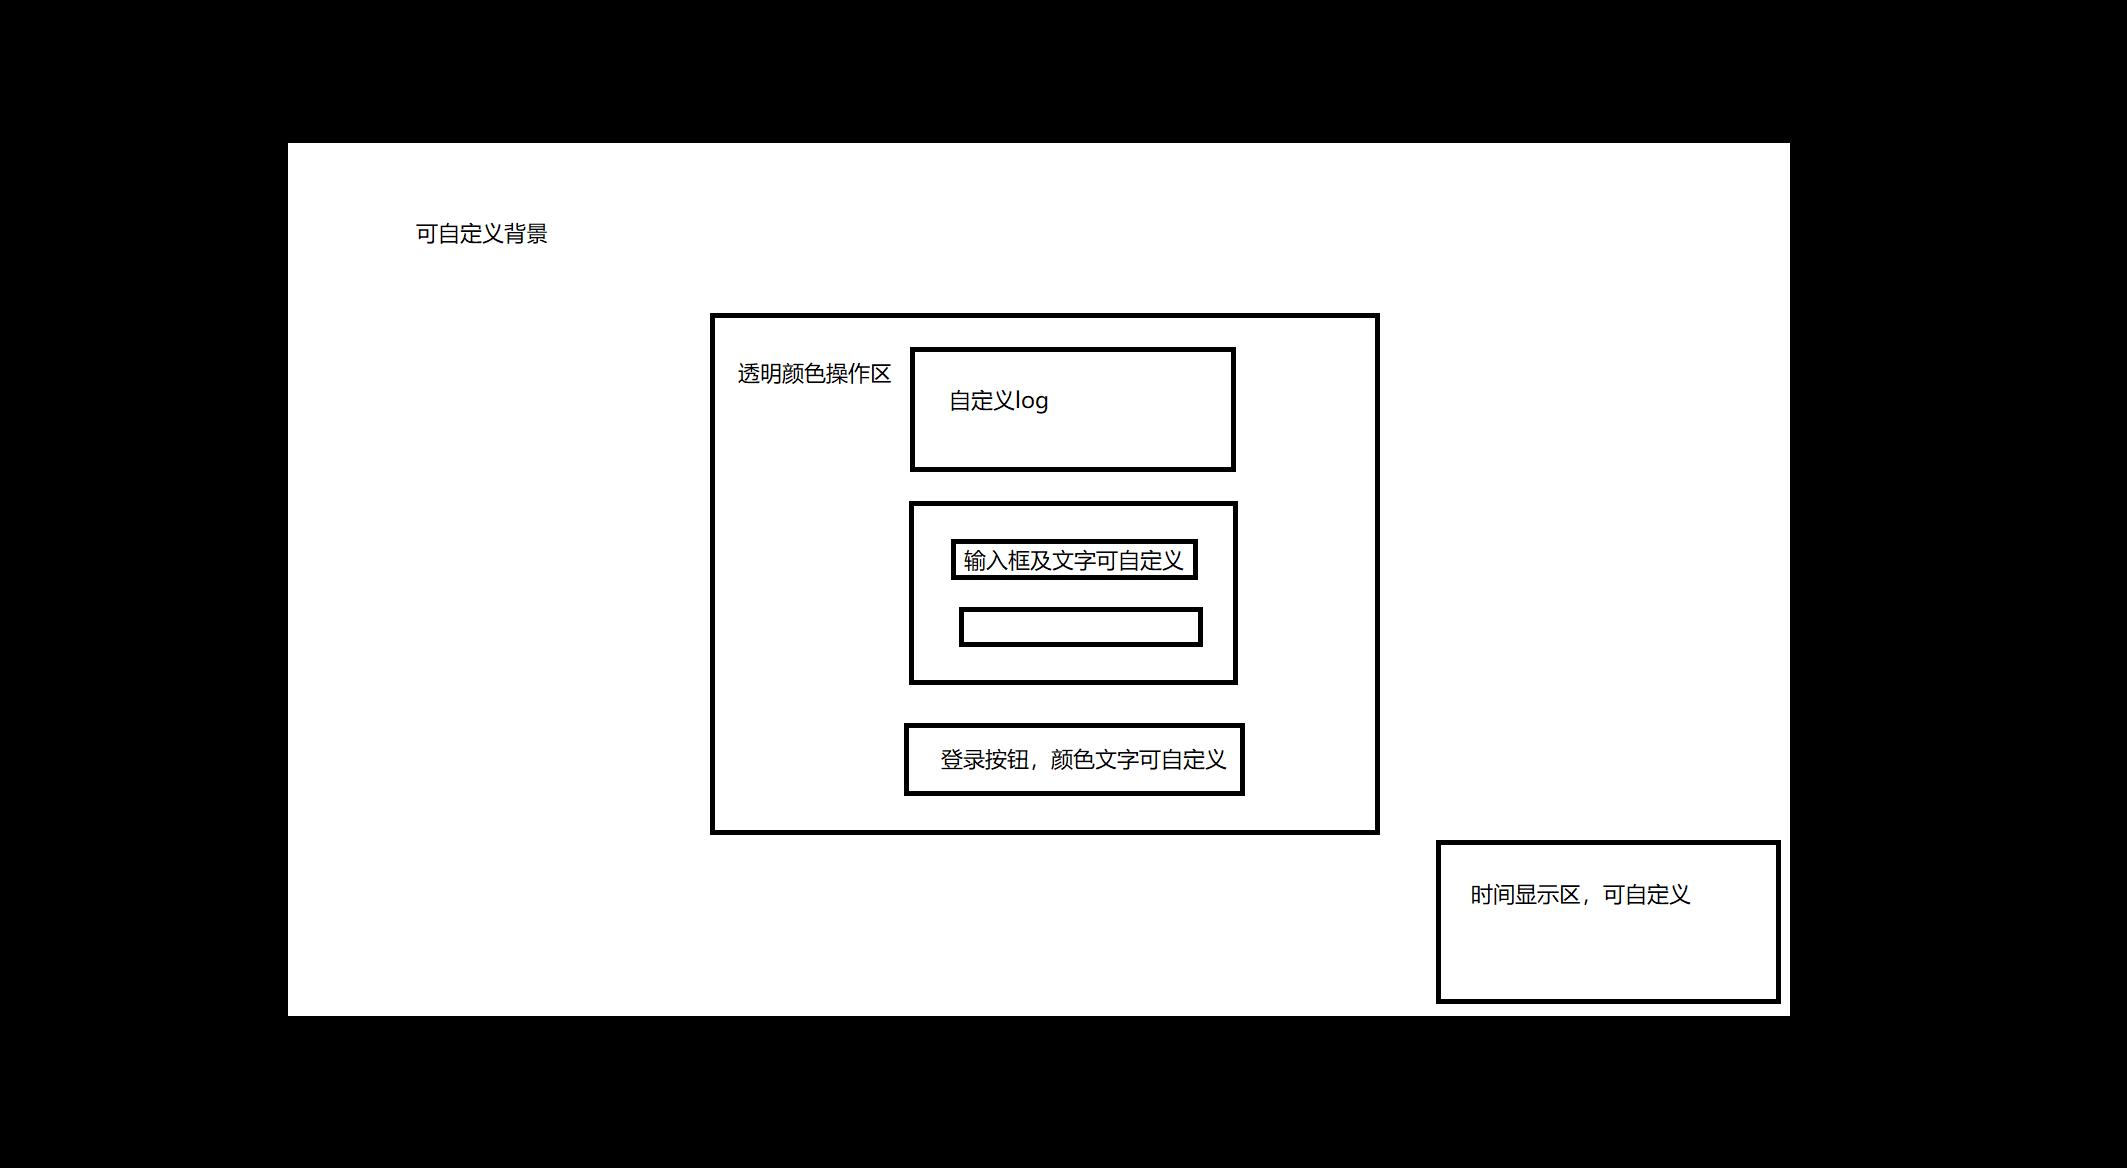 可自定义背景
透明颜色操作区
自定义log
输入框及文字可自定义
登录按钮，颜色文字可自定义
时间显示区，可自定义